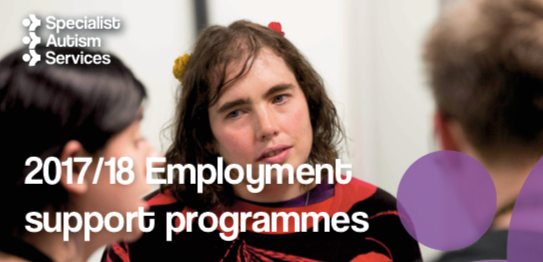 Specialist
Autism
Services
2017/18 Employment
support programmes